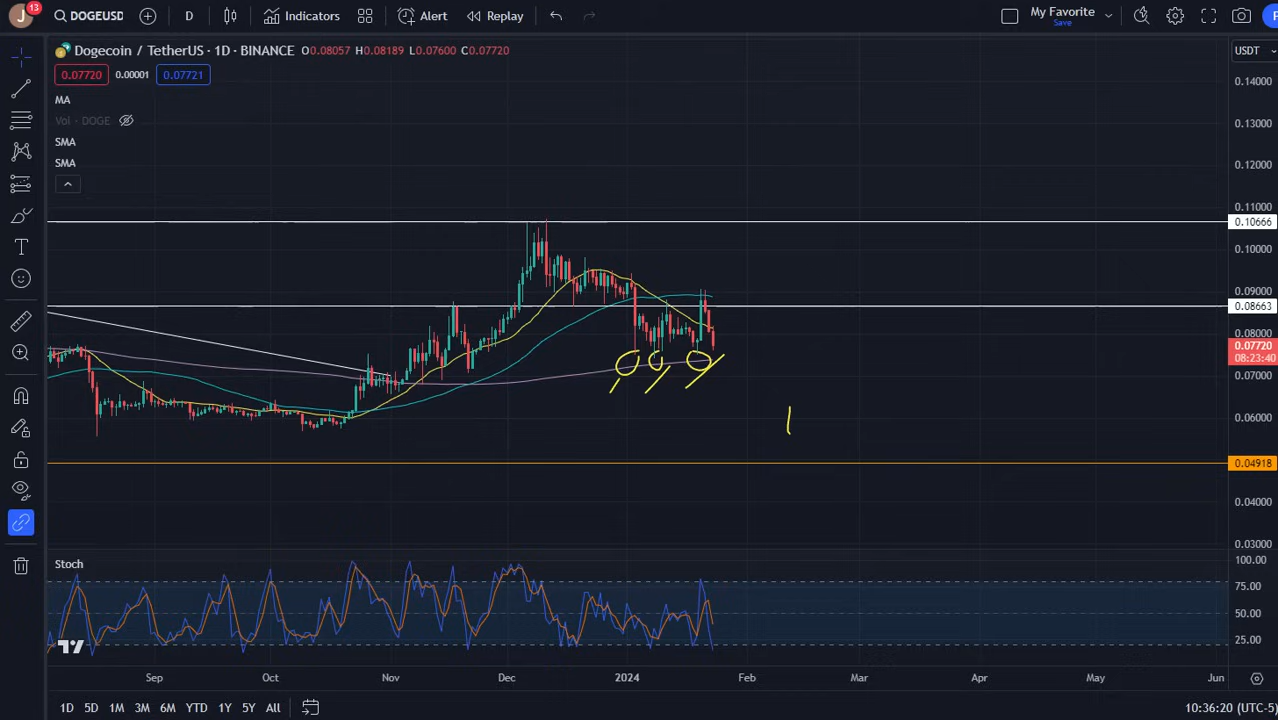 J 13 DOGEUSD D Indicators Alert Replay My Favorite Save P
Dogecoin / TetherUS · 1D · BINANCE O0.08057 H0.08189 L0.07600 C0.07720 USDT
0.07720 0.00001 0.07721
MA
Vol · DOGE
SMA
SMA
0.14000
0.13000
0.12000
0.11000
0.10666
0.10000
0.09000
0.08663
0.08000
0.07720
08:23:40
0.07000
0.06000
0.04918
0.04000
0.03000
Stoch
100.00
75.00
50.00
25.00
Sep Oct Nov Dec 2024 Feb Mar Apr May Jun
1D 5D 1M 3M 6M YTD 1Y 5Y All 10:36:20 (UTC-5)